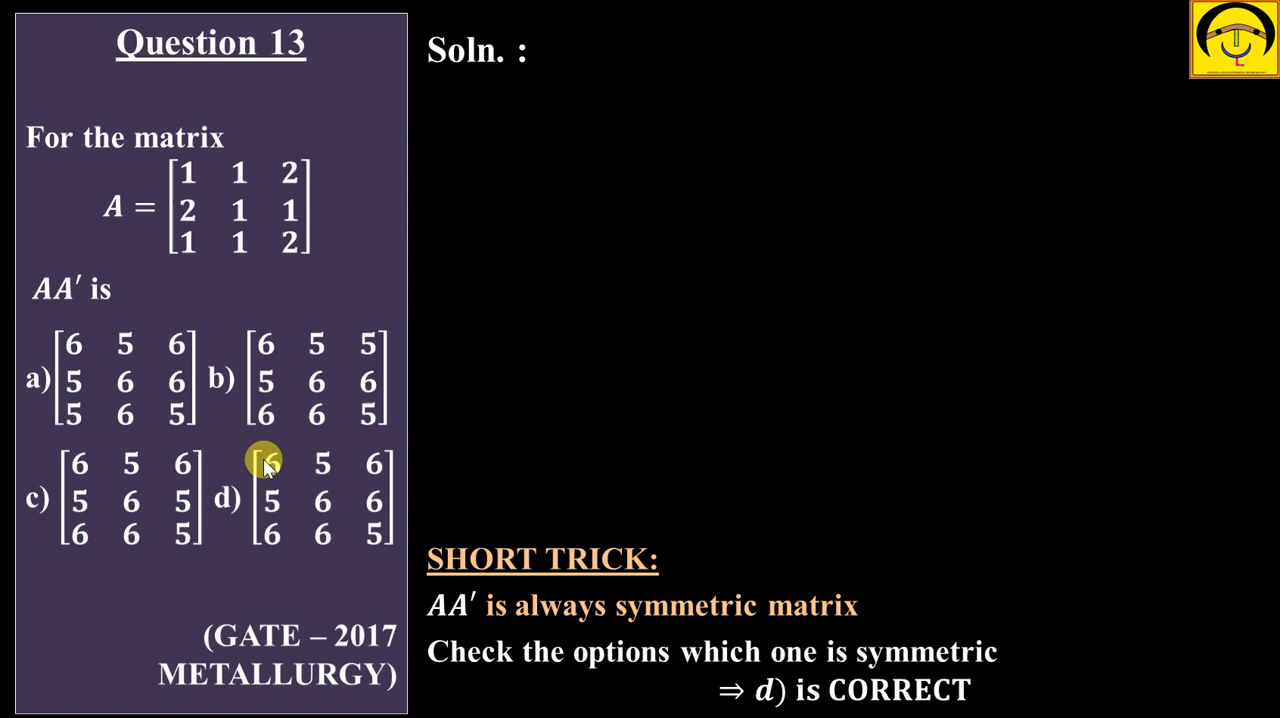 Question 13
For the matrix
A = [1 1 2
2 1 1
1 1 2]
AA′ is
a) [6 5 6
5 6 6
5 6 5]
b) [6 5 5
5 6 6
6 6 5]
c) [6 5 6
5 6 5
6 6 5]
d) [6 5 6
5 6 6
6 6 5]
(GATE – 2017
METALLURGY)
Soln. :
SHORT TRICK:
AA′ is always symmetric matrix
Check the options which one is symmetric
⇒ d) is CORRECT